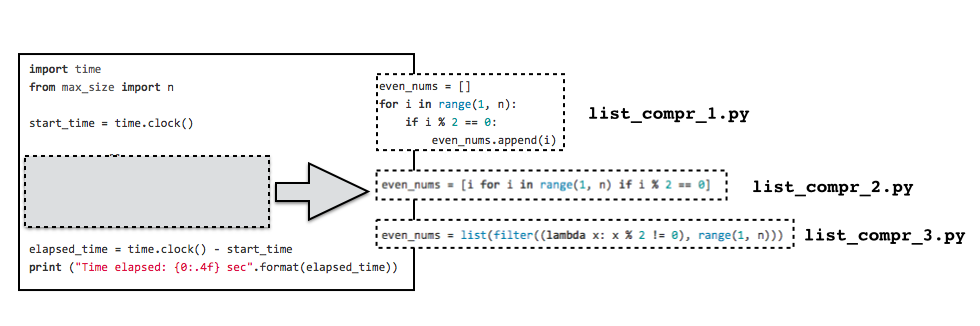 import time
from max_size import n
start_time = time.clock()
elapsed_time = time.clock() - start_time
print ("Time elapsed: {0:.4f} sec".format(elapsed_time))
even_nums = []
for i in range(1, n):
    if i % 2 == 0:
        even_nums.append(i)
list_compr_1.py
even_nums = [i for i in range(1, n) if i % 2 == 0]
list_compr_2.py
even_nums = list(filter((lambda x: x % 2 != 0), range(1, n)))
list_compr_3.py